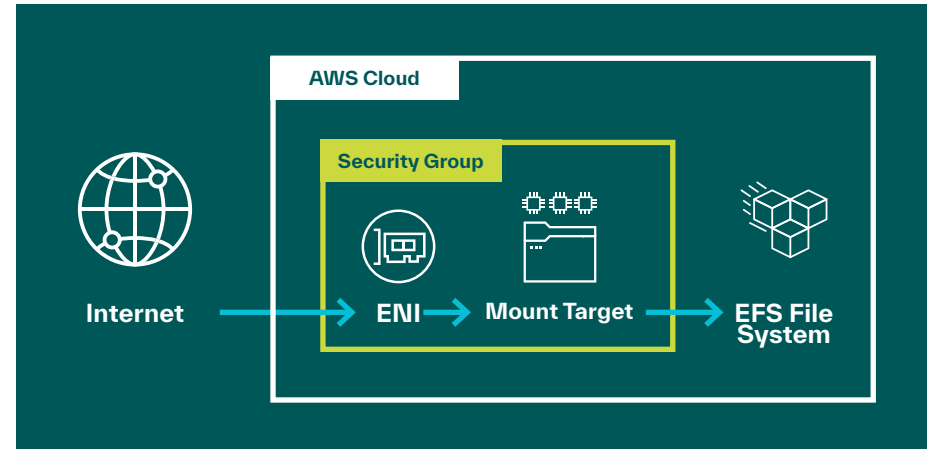 AWS Cloud
Security Group
Internet
ENI
Mount Target
EFS File
System